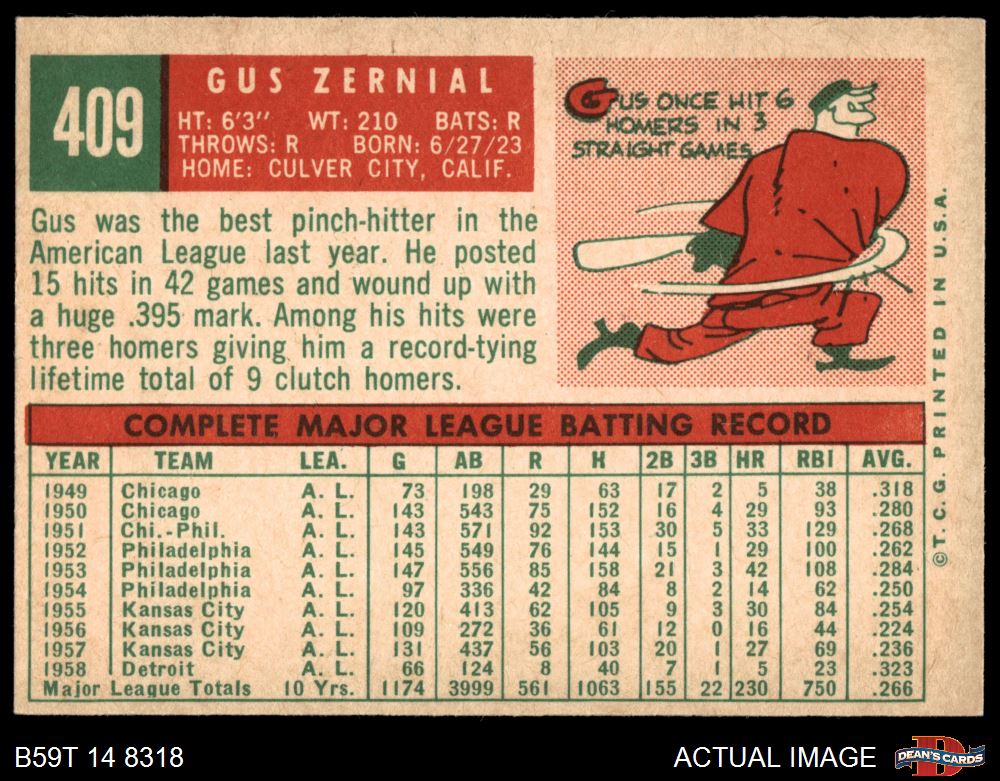 409
GUS ZERNIAL
HT: 6'3" WT: 210 BATS: R
THROWS: R BORN: 6/27/23
HOME: CULVER CITY, CALIF.
GUS ONCE HIT 6
HOMERS IN 3
STRAIGHT GAMES
Gus was the best pinch-hitter in the
American League last year. He posted
15 hits in 42 games and wound up with
a huge .395 mark. Among his hits were
three homers giving him a record-tying
lifetime total of 9 clutch homers.
COMPLETE MAJOR LEAGUE BATTING RECORD
YEAR TEAM LEA. G AB R H 2B 3B HR RBI AVG.
1949 Chicago A. L. 73 198 29 63 17 2 5 38 .318
1950 Chicago A. L. 143 543 75 152 16 4 29 93 .280
1951 Chi.-Phil. A. L. 143 571 92 153 30 5 33 129 .268
1952 Philadelphia A. L. 145 549 76 144 15 1 29 100 .262
1953 Philadelphia A. L. 147 556 85 158 21 3 42 108 .284
1954 Philadelphia A. L. 97 336 42 84 8 2 14 62 .250
1955 Kansas City A. L. 120 413 62 105 9 3 30 84 .254
1956 Kansas City A. L. 109 272 36 61 12 0 16 44 .224
1957 Kansas City A. L. 131 437 56 103 20 1 27 69 .236
1958 Detroit A. L. 66 124 8 40 7 1 5 23 .323
Major League Totals 10 Yrs. 1174 3999 561 1063 155 22 230 750 .266
©T. C. G. PRINTED IN U.S.A.
B59T 14 8318
ACTUAL IMAGE
D
DEAN'S CARDS